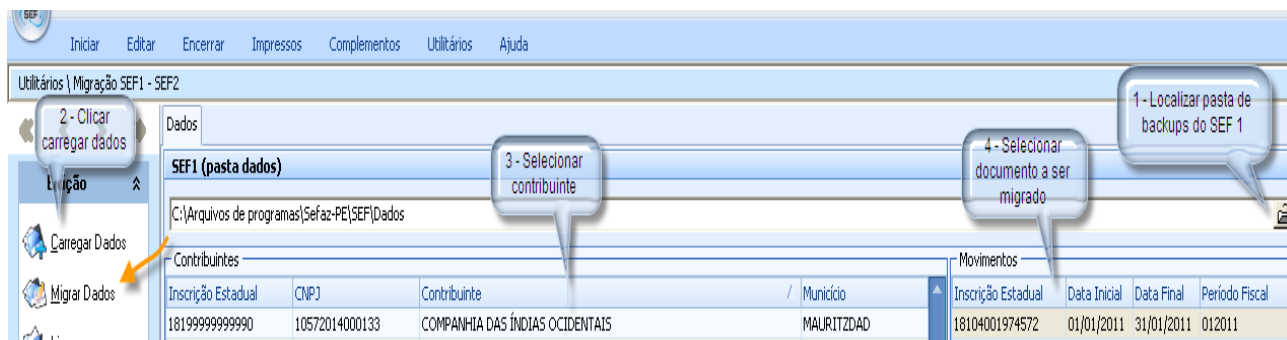 SEF
Iniciar Editar Encerrar Impressos Complementos Utilitários Ajuda
Utilitários \ Migração SEF1 - SEF2
1 - Localizar pasta de
backups do SEF 1
2 - Clicar
carregar dados
Dados
3 - Selecionar
contribuinte
4 - Selecionar
documento a ser
migrado
SEF1 (pasta dados)
C:\Arquivos de programas\Sefaz-PE\SEF\Dados
Carregar Dados
Migrar Dados
Contribuintes
Inscrição Estadual CNPJ Contribuinte / Municício
18199999999990 10572014000133 COMPANHIA DAS ÍNDIAS OCIDENTAIS MAURITZDAD
Movimentos
Inscrição Estadual Data Inicial Data Final Período Fiscal
18104001974572 01/01/2011 31/01/2011 012011